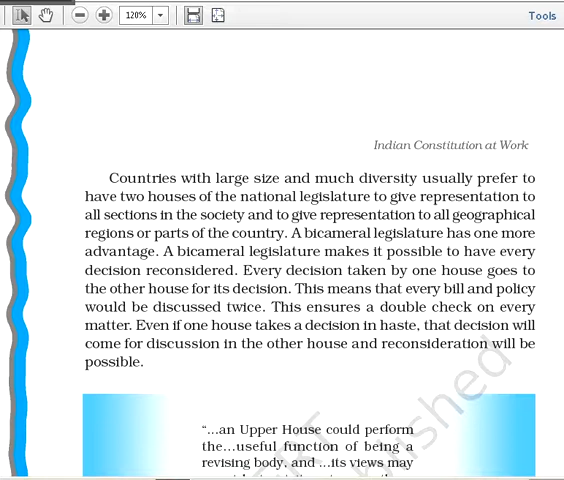 120%
Tools
Indian Constitution at Work
Countries with large size and much diversity usually prefer to
have two houses of the national legislature to give representation to
all sections in the society and to give representation to all geographical
regions or parts of the country. A bicameral legislature has one more
advantage. A bicameral legislature makes it possible to have every
decision reconsidered. Every decision taken by one house goes to
the other house for its decision. This means that every bill and policy
would be discussed twice. This ensures a double check on every
matter. Even if one house takes a decision in haste, that decision will
come for discussion in the other house and reconsideration will be
possible.
“...an Upper House could perform
the...useful function of being a
revising body, and ...its views may